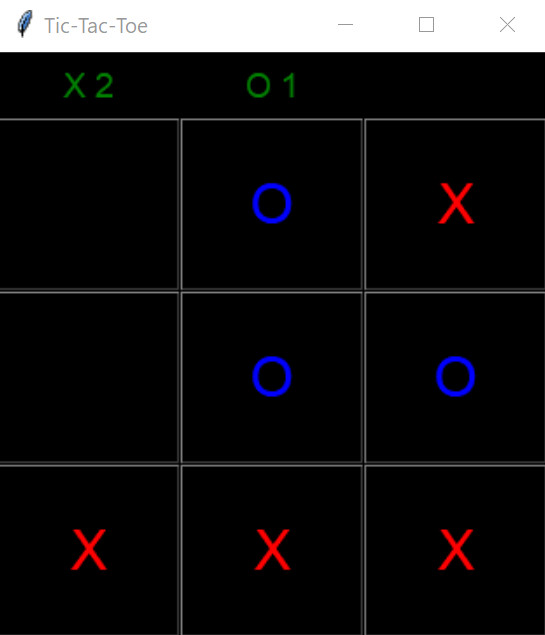 Tic-Tac-Toe
X 2 O 1
O X
O O
X X X